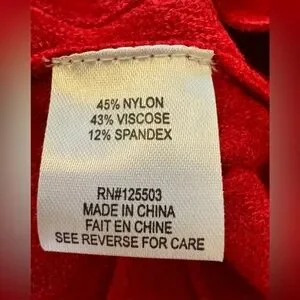 45% NYLON
43% VISCOSE
12% SPANDEX
RN#125503
MADE IN CHINA
FAIT EN CHINE
SEE REVERSE FOR CARE